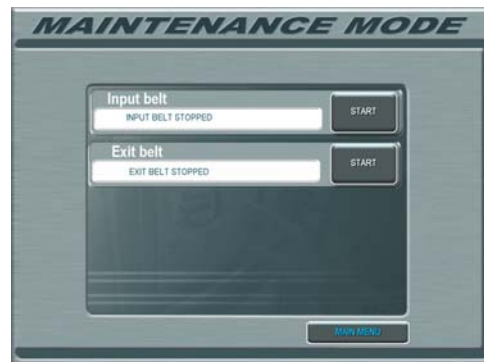 MAINTENANCE MODE
Input belt
INPUT BELT STOPPED
START
Exit belt
EXIT BELT STOPPED
START
MAIN MENU